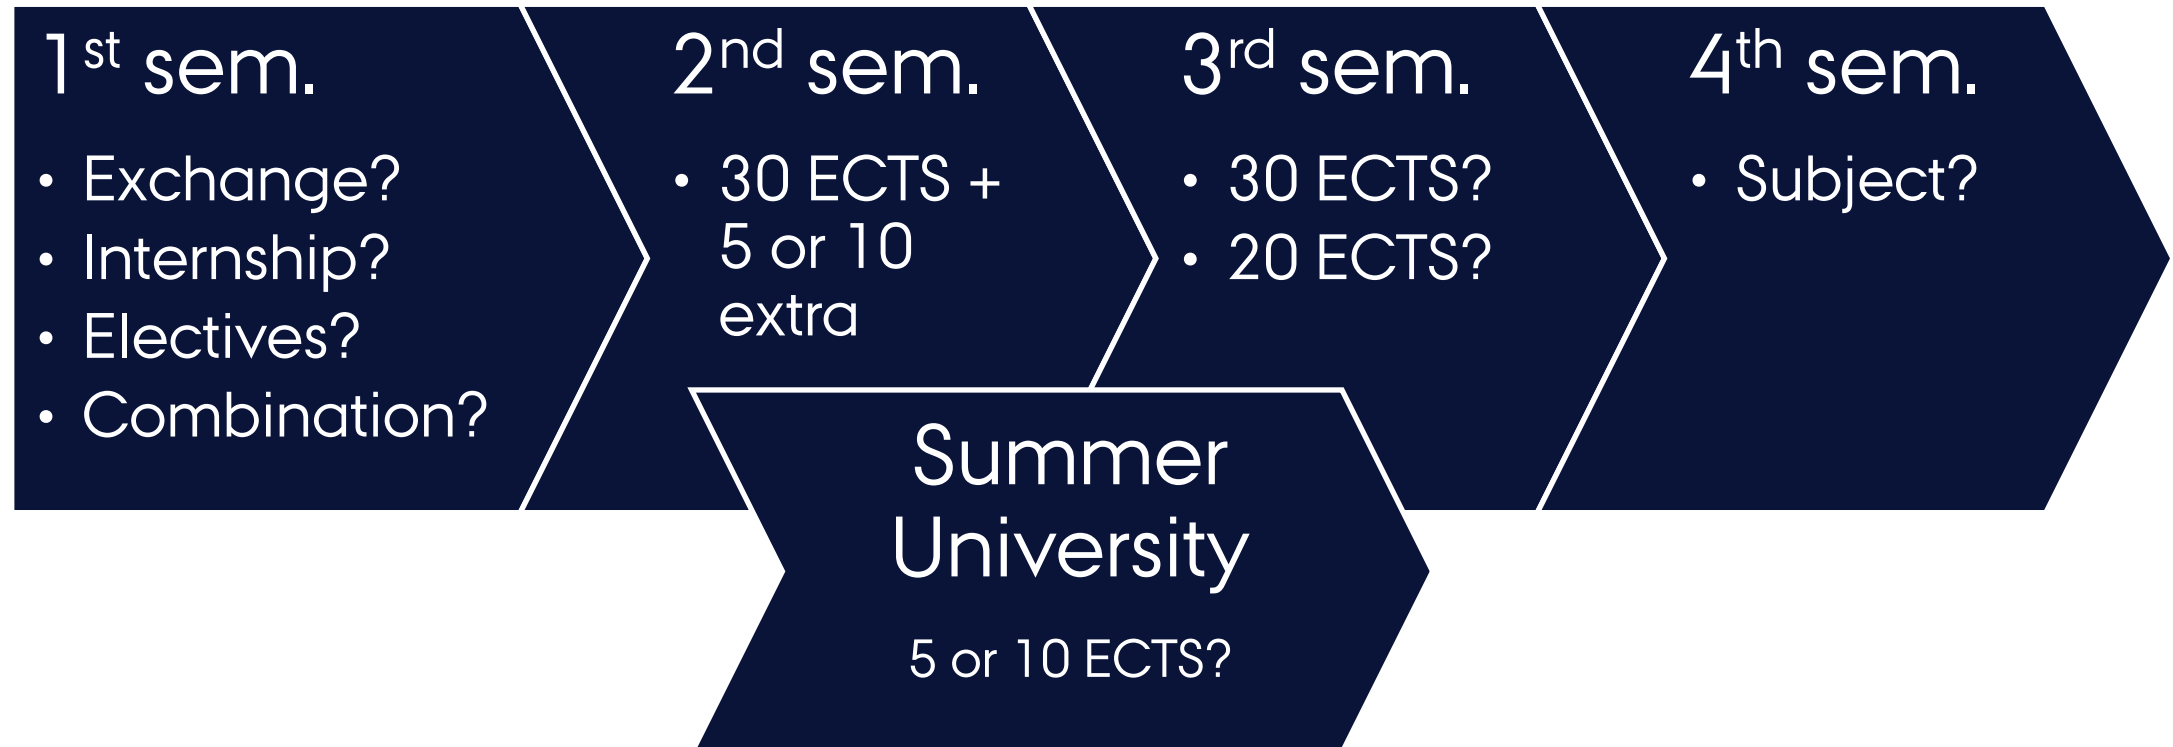 1st sem.
• Exchange?
• Internship?
• Electives?
• Combination?
2nd sem.
• 30 ECTS +
5 or 10
extra
3rd sem.
• 30 ECTS?
• 20 ECTS?
4th sem.
• Subject?
Summer
University
5 or 10 ECTS?